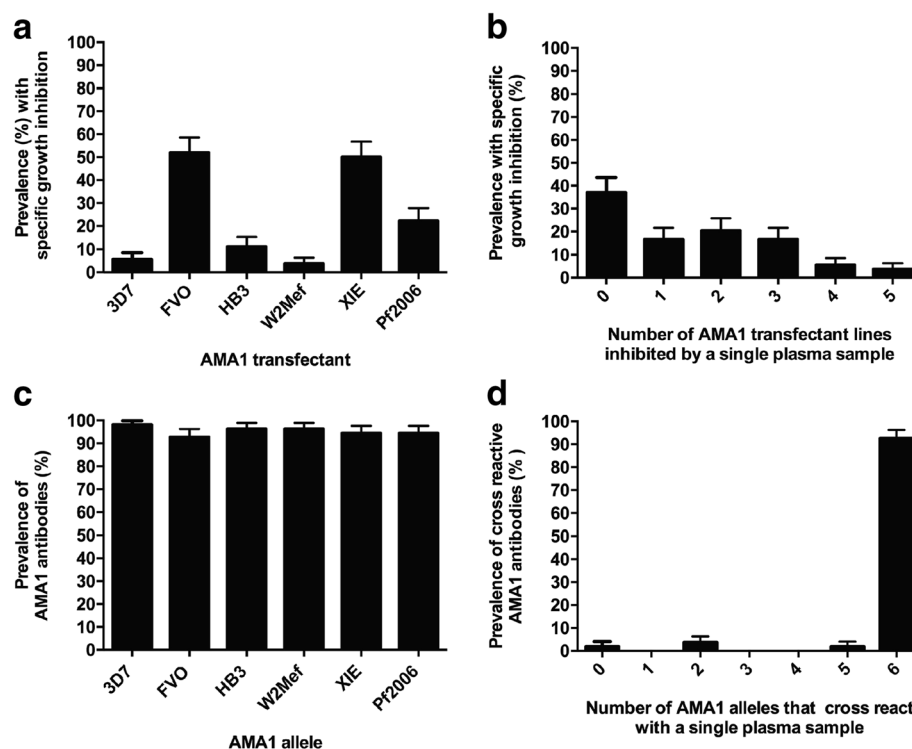 a
Prevalence (%) with
specific growth inhibition
100
90
80
70
60
50
40
30
20
10
0
3D7
FVO
HB3
W2Mef
XIE
Pf2006
AMA1 transfectant
b
Prevalence with specific
growth inhibition (%)
100
90
80
70
60
50
40
30
20
10
0
0
1
2
3
4
5
Number of AMA1 transfectant lines
inhibited by a single plasma sample
c
Prevalence of
AMA1 antibodies (%)
100
90
80
70
60
50
40
30
20
10
0
3D7
FVO
HB3
W2Mef
XIE
Pf2006
AMA1 allele
d
Prevalence of cross reactive
AMA1 antibodies (% )
100
90
80
70
60
50
40
30
20
10
0
0
1
2
3
4
5
6
Number of AMA1 alleles that cross react
with a single plasma sample